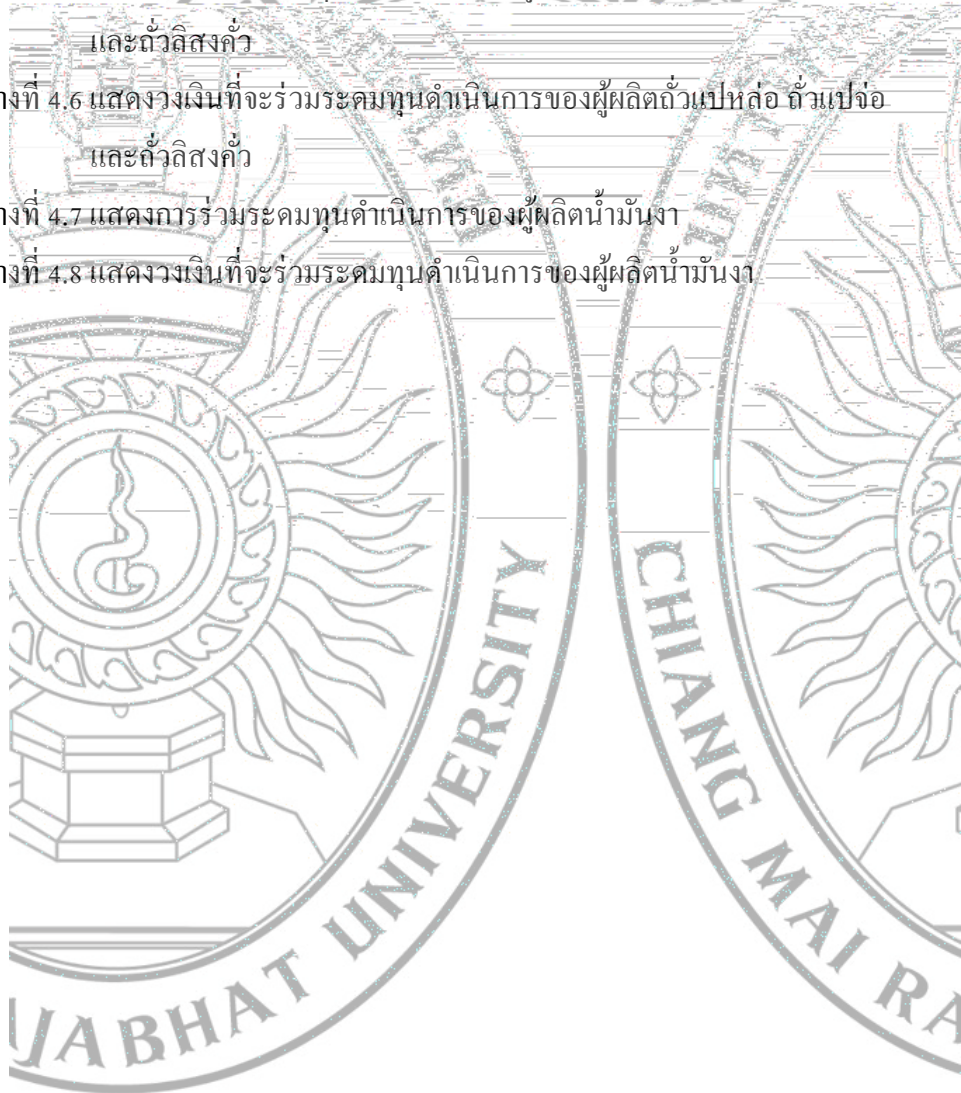 และถั่วลิสงคั่ว
างที่ 4.6 แสดงวงเงินที่จะร่วมระดมทุนดำเนินการของผู้ผลิตถั่วแปหล่อ ถั่วแปจ่อ
และถั่วลิสงคั่ว
างที่ 4.7 แสดงการร่วมระดมทุนดำเนินการของผู้ผลิตน้ำมันงา
างที่ 4.8 แสดงวงเงินที่จะร่วมระดมทุนดำเนินการของผู้ผลิตน้ำมันงา
AJABHAT UNIVERSITY
CHIANG MAI RA